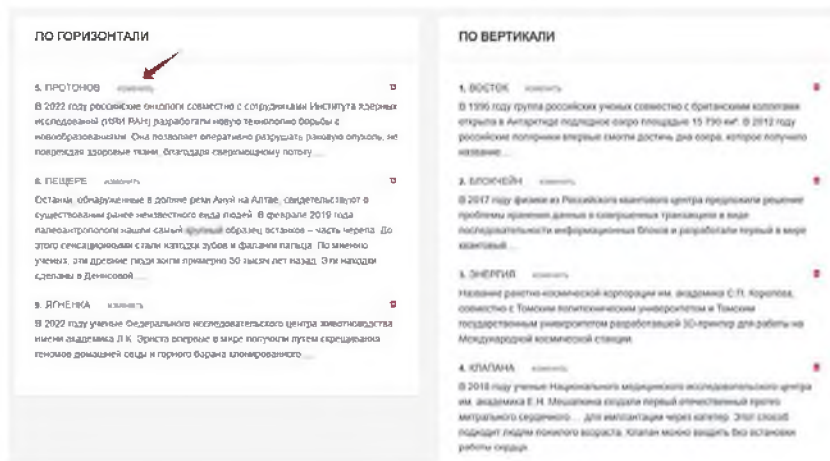 ПО ГОРИЗОНТАЛИ
5. ПРОТОНОВ изменить
В 2022 году российские онкологи совместно с сотрудниками Института ядерных
исследований (ИЯИ РАН) разработали новую технологию борьбы с
новообразованиями. Она позволяет оперативно разрушать раковую опухоль, не
повреждая здоровые ткани, благодаря сверхмощному потоку ...
6. ПЕЩЕРЕ изменить
Останки, обнаруженные в долине реки Ануй на Алтае, свидетельствуют о
существовании ранее неизвестного вида людей. В феврале 2019 года
палеоантропологи нашли самый крупный образец останков – часть черепа. До
этого сенсационными стали находки зубов и фаланги пальца. По мнению
ученых, эти древние люди жили примерно 50 тысяч лет назад. Эти находки
сделаны в Денисовой ...
9. ЯГНЕНКА изменить
В 2022 году ученые Федерального исследовательского центра животноводства
имени академика Л.К. Эрнста впервые в мире получили путем скрещивания
геномов домашней овцы и горного барана клонированного ...
ПО ВЕРТИКАЛИ
1. ВОСТОК изменить
В 1996 году группа российских ученых совместно с британскими коллегами
открыла в Антарктиде подледное озеро площадью 15 790 км². В 2012 году
российские полярники впервые смогли достичь дна озера, которое получило
название ...
2. БЛОКЧЕЙН изменить
В 2017 году физики из Российского квантового центра предложили решение
проблемы хранения данных о совершенных транзакциях в виде
последовательности информационных блоков и разработали первый в мире
квантовый ...
3. ЭНЕРГИЯ изменить
Название ракетно-космической корпорации им. академика С.П. Королева,
совместно с Томским политехническим университетом и Томским
государственным университетом разработавшей 3D-принтер для работы на
Международной космической станции.
4. КЛАПАНА изменить
В 2018 году ученые Национального медицинского исследовательского центра
им. академика Е.Н. Мешалкина создали первый отечественный протез
митрального сердечного ... для имплантации через катетер. Этот способ
подходит людям пожилого возраста. Клапан можно вводить без остановки
работы сердца.